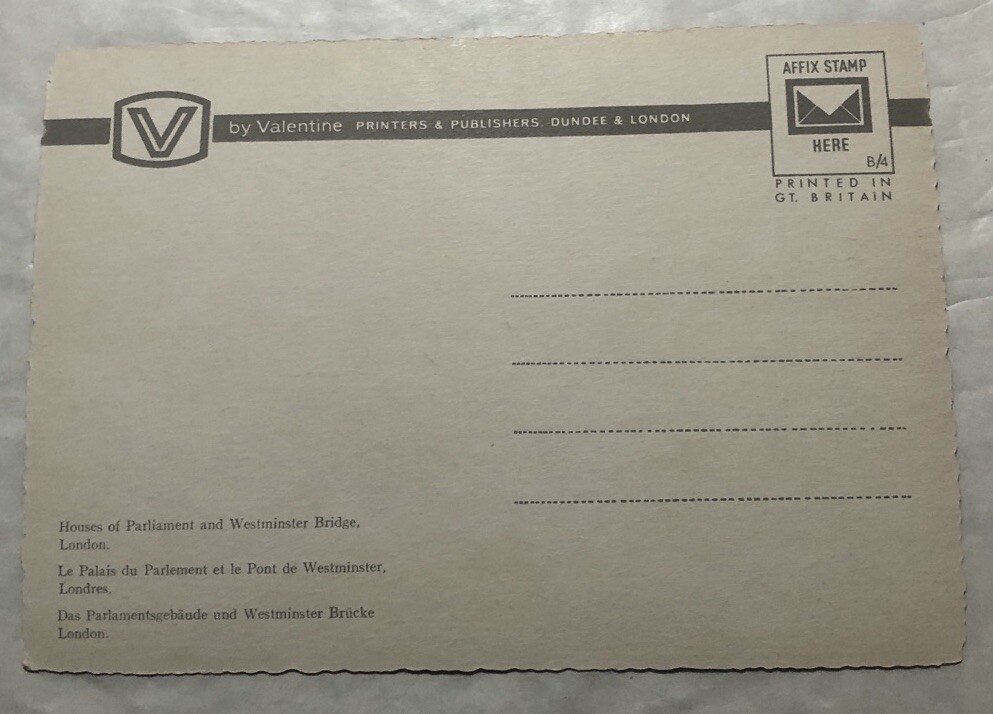 V by Valentine PRINTERS & PUBLISHERS, DUNDEE & LONDON
AFFIX STAMP
HERE
B/4
PRINTED IN
GT. BRITAIN
Houses of Parliament and Westminster Bridge,
London.
Le Palais du Parlement et le Pont de Westminster,
Londres.
Das Parlamentsgebäude und Westminster Brücke
London.